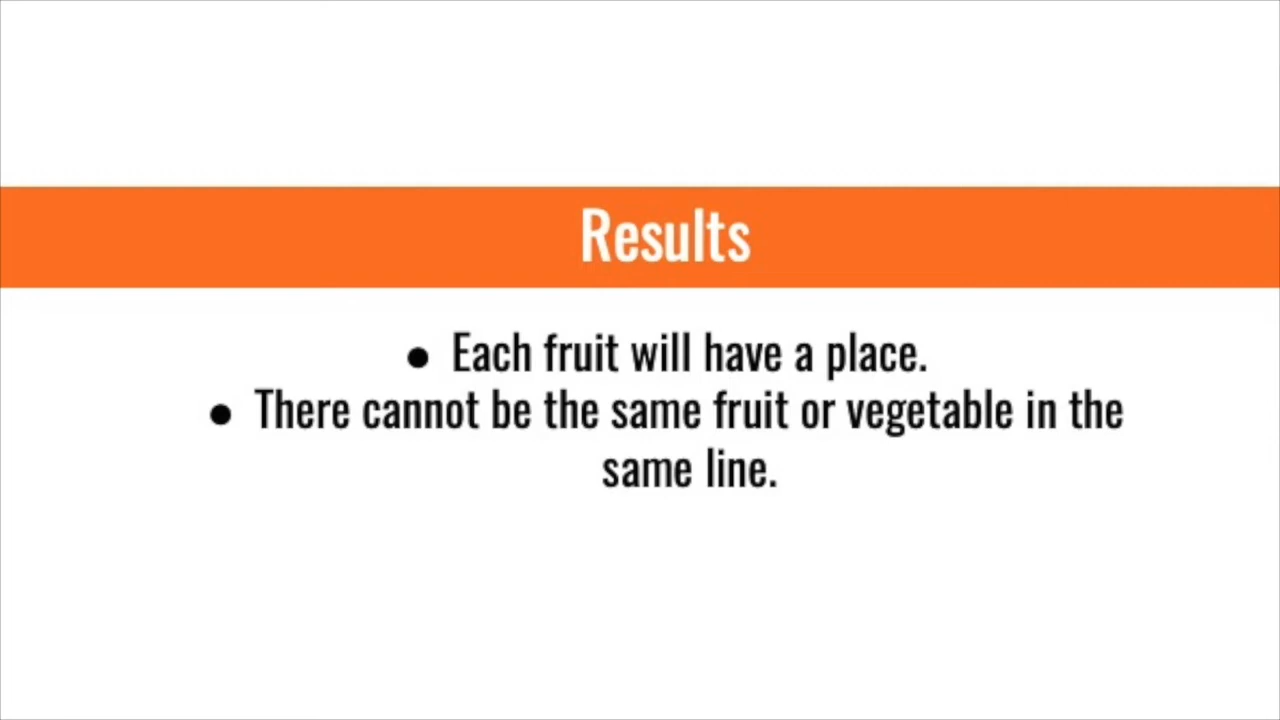 Results
● Each fruit will have a place.
● There cannot be the same fruit or vegetable in the
same line.